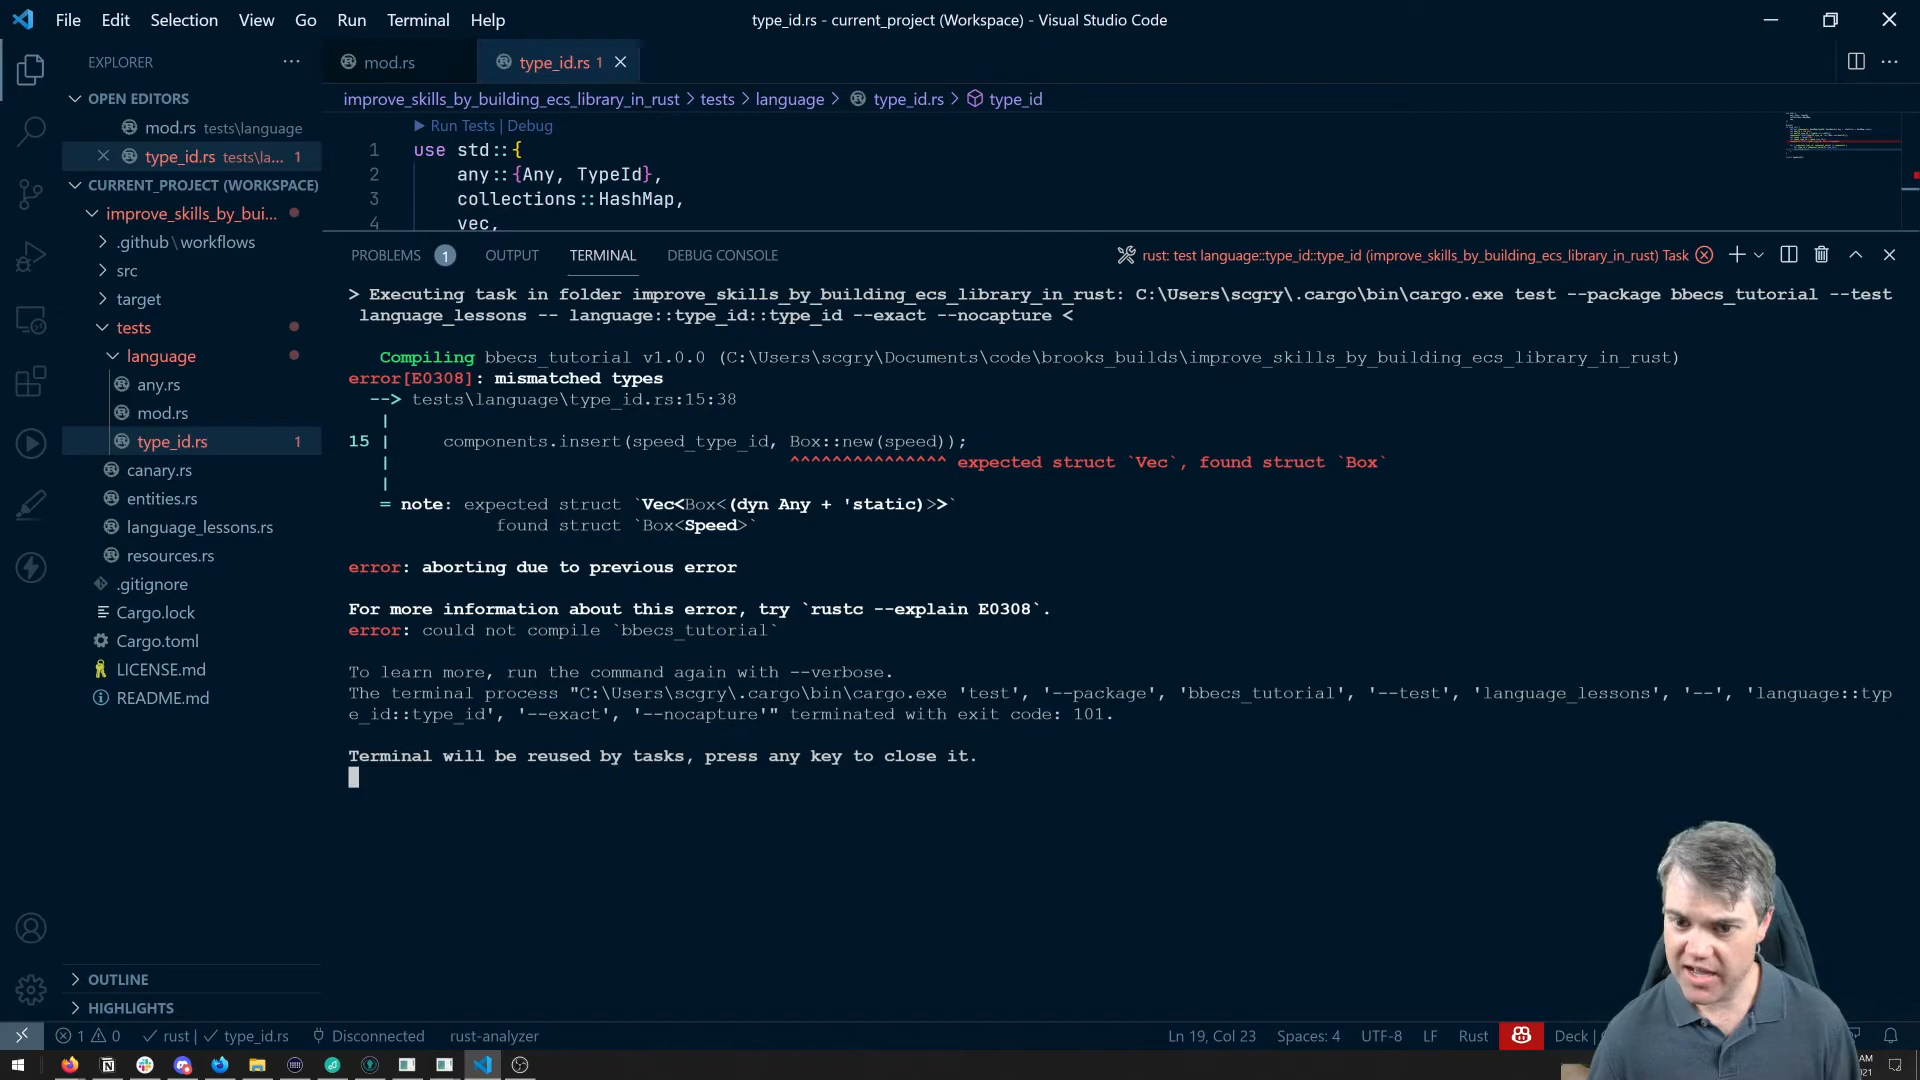 File Edit Selection View Go Run Terminal Help
type_id.rs - current_project (Workspace) - Visual Studio Code
EXPLORER
OPEN EDITORS
mod.rs tests\language
type_id.rs tests\la... 1
CURRENT_PROJECT (WORKSPACE)
improve_skills_by_bui...
.github\workflows
src
target
tests
language
any.rs
mod.rs
type_id.rs 1
canary.rs
entities.rs
language_lessons.rs
resources.rs
.gitignore
Cargo.lock
Cargo.toml
LICENSE.md
README.md
OUTLINE
HIGHLIGHTS
mod.rs
type_id.rs 1
improve_skills_by_building_ecs_library_in_rust > tests > language > type_id.rs > type_id
Run Tests | Debug
1 use std::{
2 any::{Any, TypeId},
3 collections::HashMap,
4 vec,
PROBLEMS 1 OUTPUT TERMINAL DEBUG CONSOLE
rust: test language::type_id::type_id (improve_skills_by_building_ecs_library_in_rust) Task
> Executing task in folder improve_skills_by_building_ecs_library_in_rust: C:\Users\scgry\.cargo\bin\cargo.exe test --package bbecs_tutorial --test
language_lessons -- language::type_id::type_id --exact --nocapture <
Compiling bbecs_tutorial v1.0.0 (C:\Users\scgry\Documents\code\brooks_builds\improve_skills_by_building_ecs_library_in_rust)
error[E0308]: mismatched types
--> tests\language\type_id.rs:15:38
|
15 | components.insert(speed_type_id, Box::new(speed));
| ^^^^^^^^^^^^^^^ expected struct `Vec`, found struct `Box`
|
= note: expected struct `Vec<Box<(dyn Any + 'static)>>`
found struct `Box<Speed>`
error: aborting due to previous error
For more information about this error, try `rustc --explain E0308`.
error: could not compile `bbecs_tutorial`
To learn more, run the command again with --verbose.
The terminal process "C:\Users\scgry\.cargo\bin\cargo.exe 'test', '--package', 'bbecs_tutorial', '--test', 'language_lessons', '--', 'language::typ
e_id::type_id', '--exact', '--nocapture'" terminated with exit code: 101.
Terminal will be reused by tasks, press any key to close it.
1 0 rust | type_id.rs Disconnected rust-analyzer
Ln 19, Col 23 Spaces: 4 UTF-8 LF Rust Deck |
AM